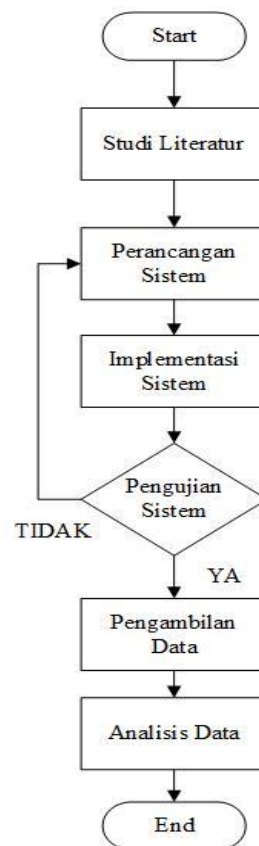 Start
Studi Literatur
Perancangan
Sistem
Implementasi
Sistem
Pengujian
Sistem
TIDAK
YA
Pengambilan
Data
Analisis Data
End